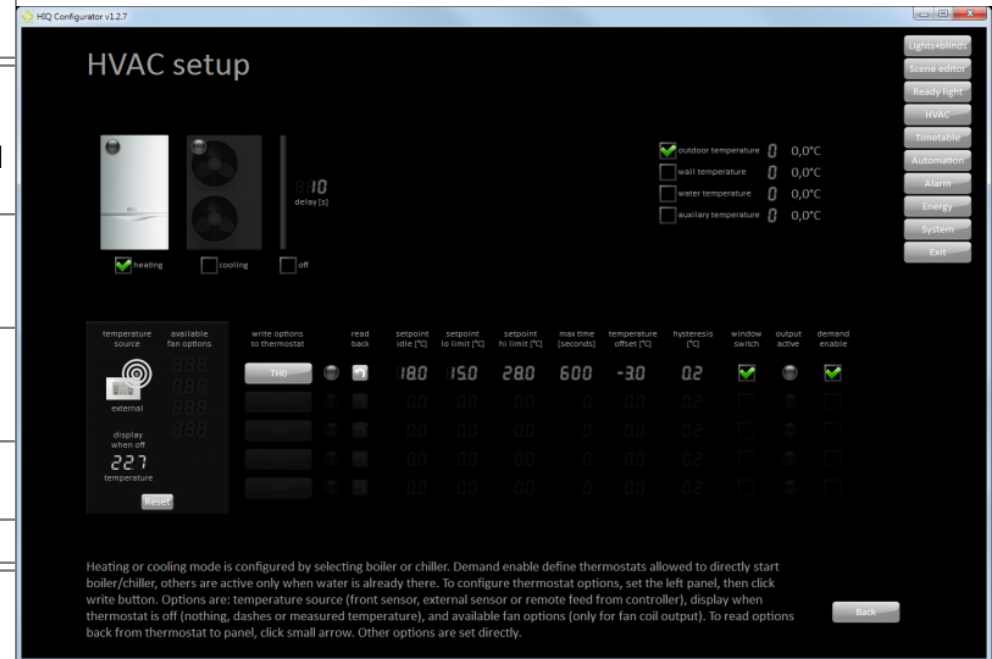 HIQ Configurator v1.2.7
HVAC setup
Lights+blinds
Scene editor
Ready light
HVAC
Timetable
Automation
Alarm
Energy
System
Exit
10
delay [s]
outdoor temperature 0 0,0°C
wall temperature
water temperature 0 0,0°C
auxilary temperature 0 0,0°C
0,0°C
heating cooling off
temperature source
available fan options
write options to thermostat
read back
setpoint idle [°C]
setpoint lo limit [°C]
setpoint hi limit [°C]
max time [seconds]
temperature offset [°C]
hysteresis [°C]
window switch
output active
demand enable
TH0 18.0 15.0 28.0 600 -3.0 0.2
external
display
when off
22.7
temperature
Reset
Heating or cooling mode is configured by selecting boiler or chiller. Demand enable define thermostats allowed to directly start
boiler/chiller, others are active only when water is already there. To configure thermostat options, set the left panel, then click
write button. Options are: temperature source (front sensor, external sensor or remote feed from controller), display when
thermostat is off (nothing, dashes or measured temperature), and available fan options (only for fan coil
output). To read options
back from thermostat to panel, click small arrow. Other options are set directly.
Back